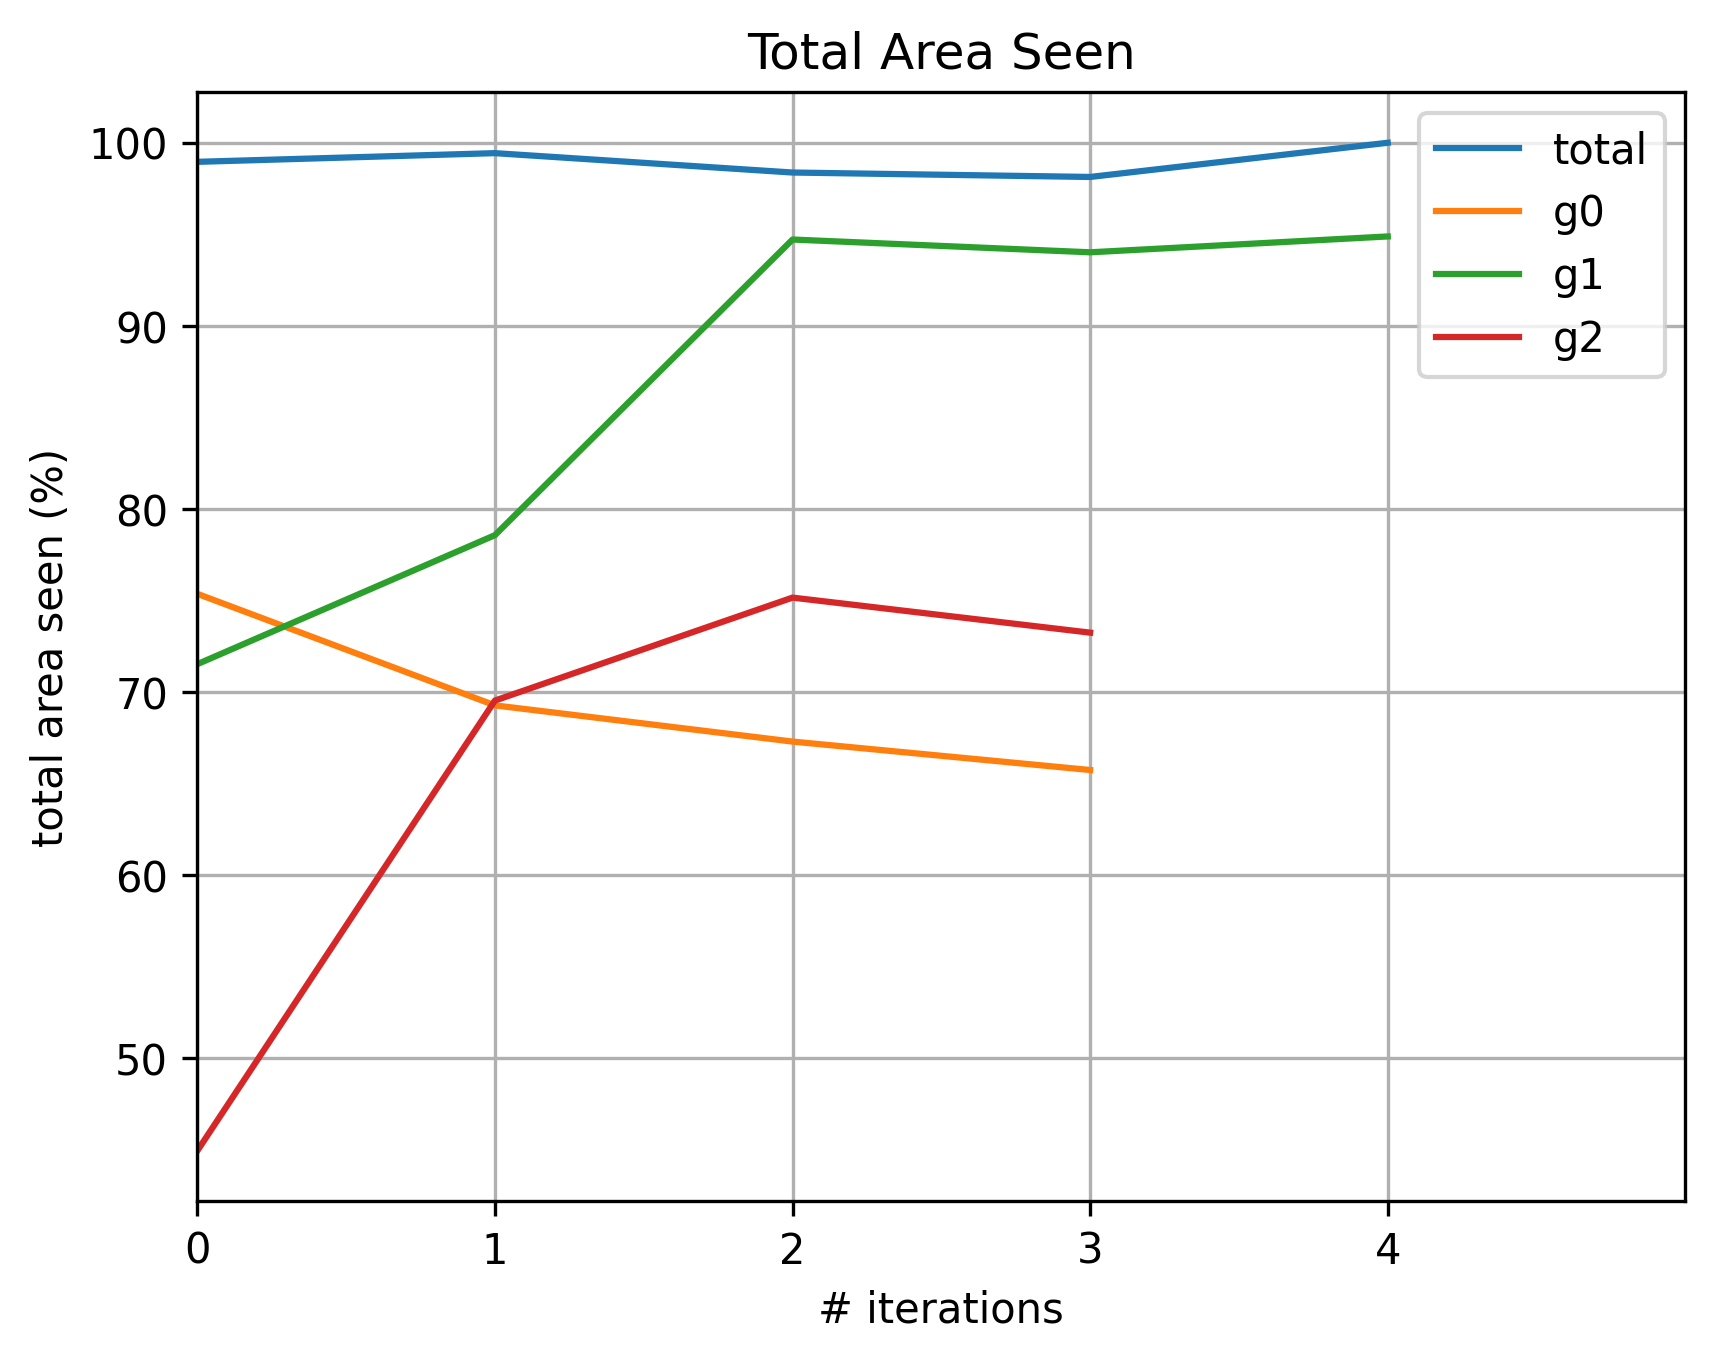 Total Area Seen
total area seen (%)
100
90
80
70
60
50
0 1 2 3 4
# iterations
total
g0
g1
g2